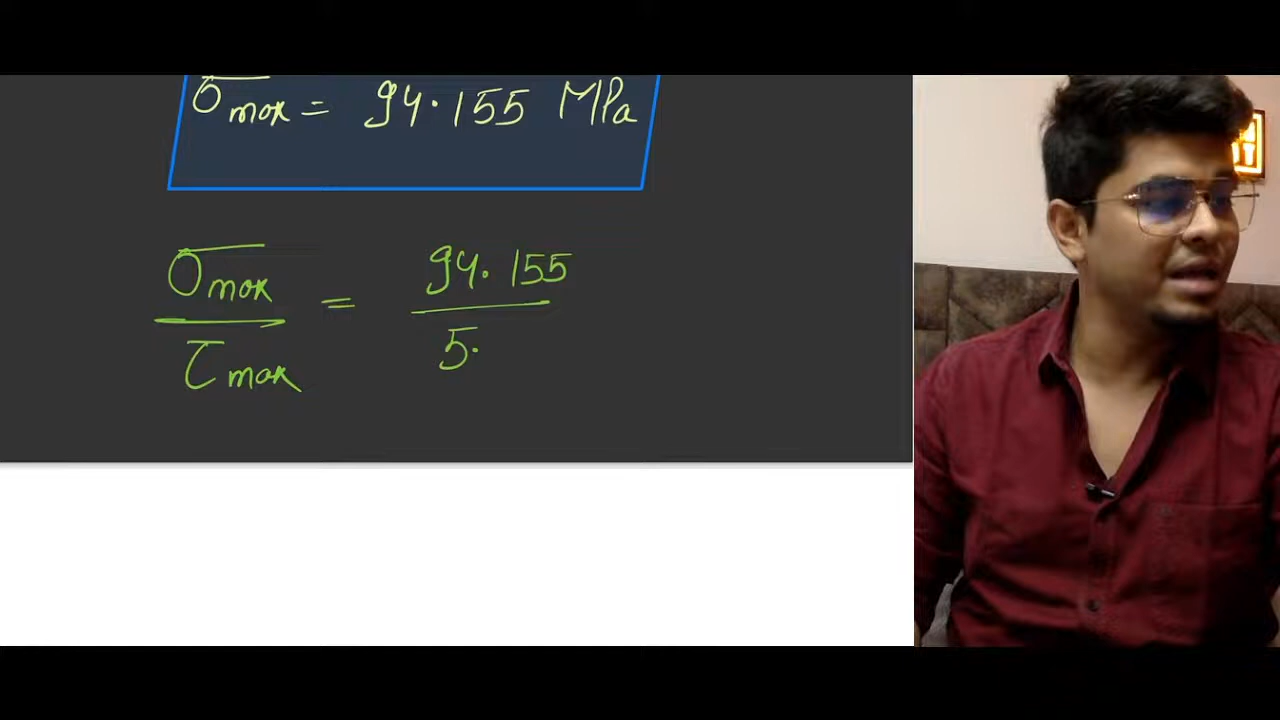 σmax = 94.155 MPa
σmax / τmax = 94.155 / 5.